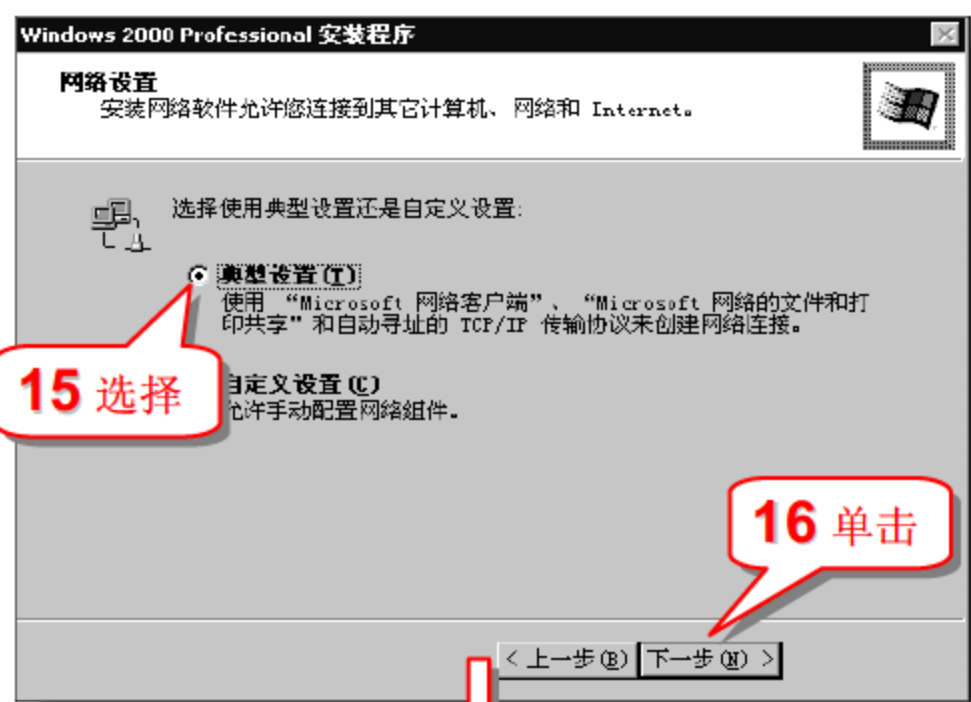 Windows 2000 Professional 安装程序
网络设置
安装网络软件允许您连接到其它计算机、网络和 Internet。
选择使用典型设置还是自定义设置:
典型设置(T)
使用 “Microsoft 网络客户端”、“Microsoft 网络的文件和打
印共享”和自动寻址的 TCP/IP 传输协议来创建网络连接。
15 选择
自定义设置(C)
允许手动配置网络组件。
16 单击
< 上一步(B) 下一步(N) >